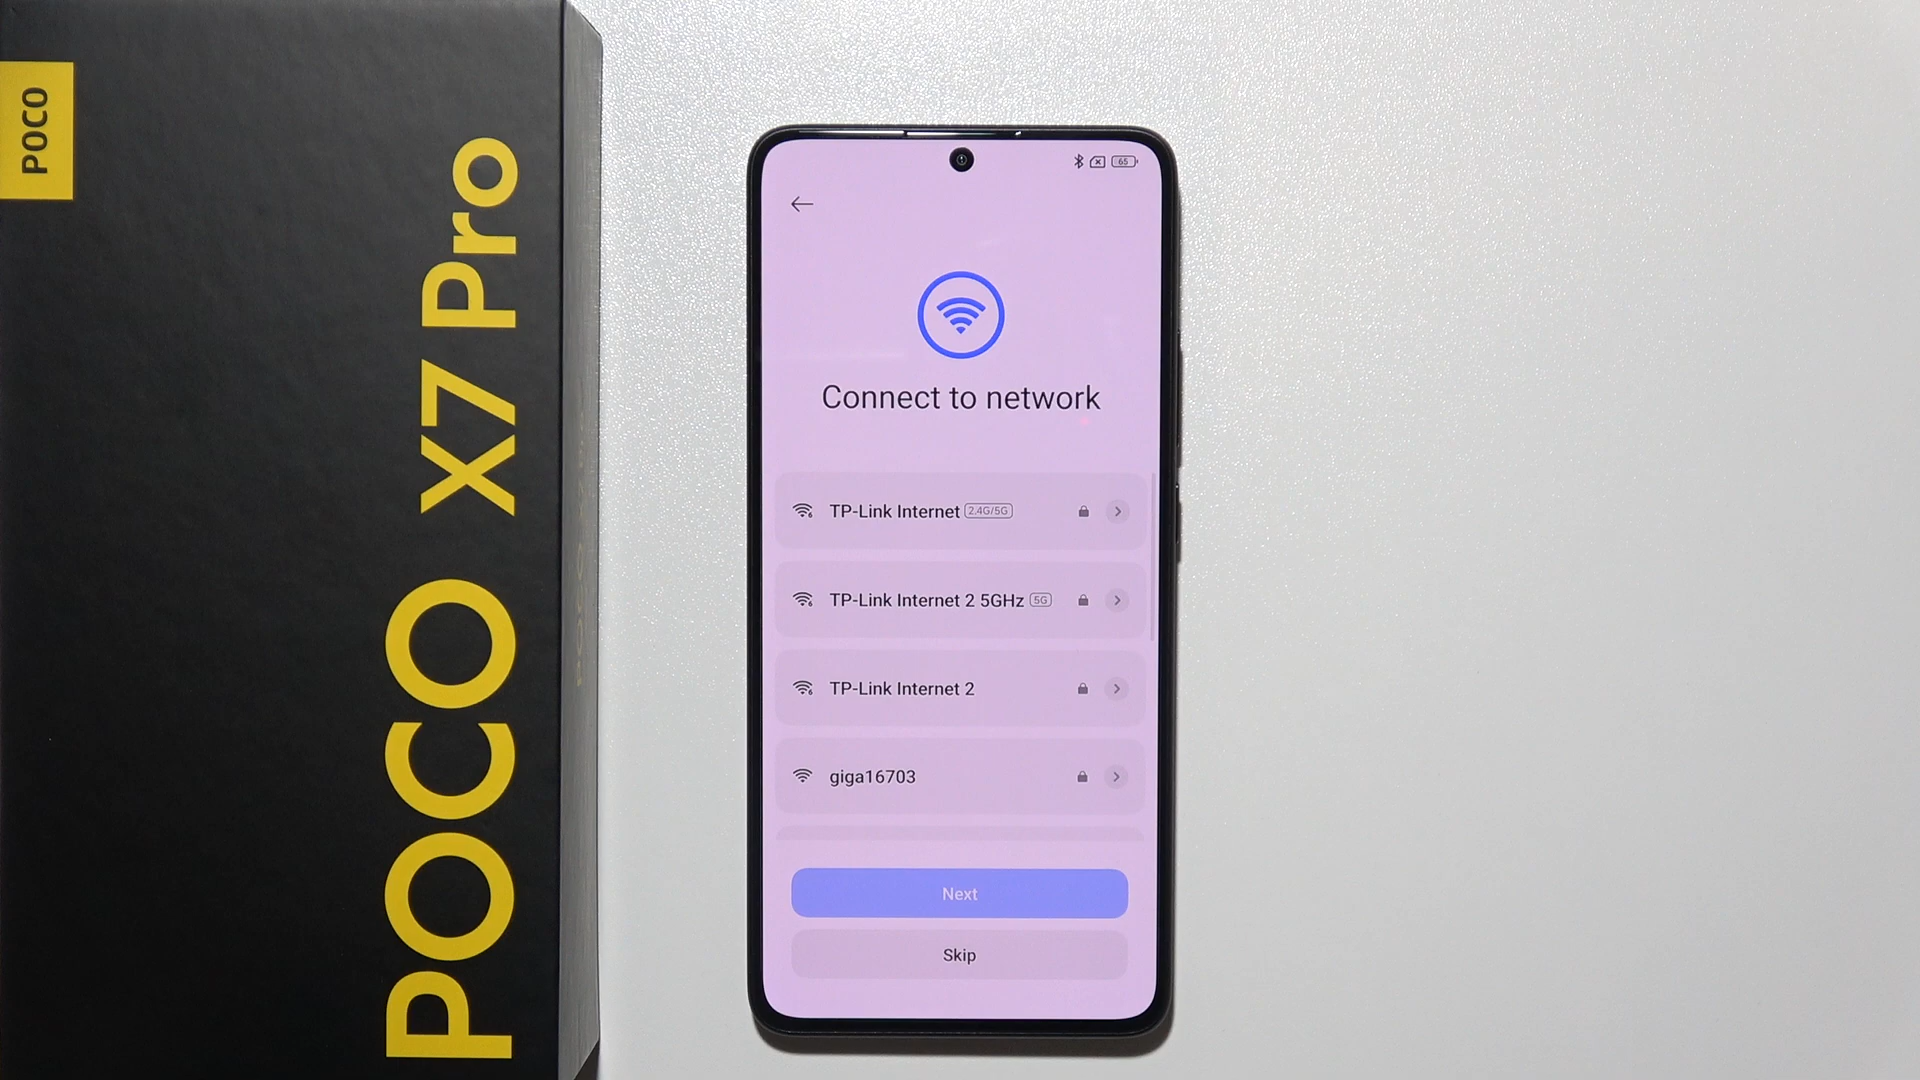 POCO
POCO X7 Pro
65
Connect to network
TP-Link Internet 2.4G/5G
TP-Link Internet 2 5GHz 5G
TP-Link Internet 2
giga16703
Next
Skip